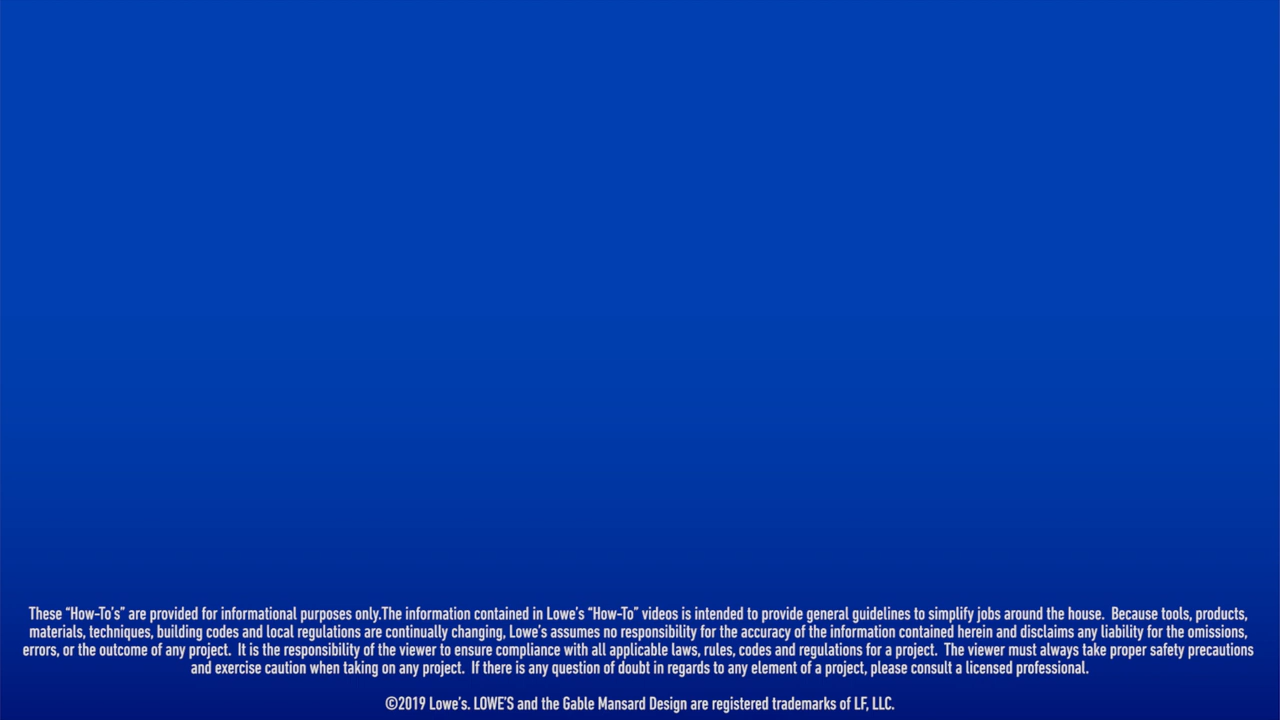 These “How-To’s” are provided for informational purposes only.The information contained in Lowe’s “How-To” videos is intended to provide general guidelines to simplify jobs around the house.  Because tools, products,
materials, techniques, building codes and local regulations are continually changing, Lowe’s assumes no responsibility for the accuracy of the information contained herein and disclaims any liability for the omissions,
errors, or the outcome of any project.  It is the responsibility of the viewer to ensure compliance with all applicable laws, rules, codes and regulations for a project.  The viewer must always take proper safety precautions
and exercise caution when taking on any project.  If there is any question of doubt in regards to any element of a project, please consult a licensed professional.
©2019 Lowe’s. LOWE’S and the Gable Mansard Design are registered trademarks of LF, LLC.